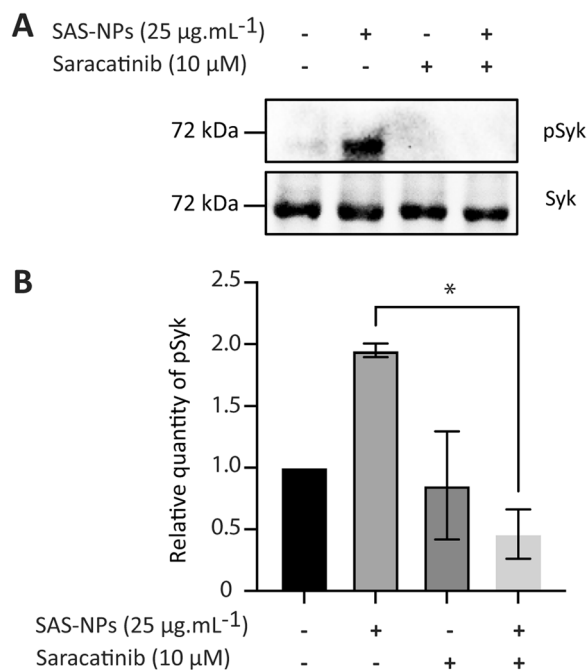 A
SAS-NPs (25 µg.mL⁻¹) - + - +
Saracatinib (10 µM) - - + +
72 kDa pSyk
72 kDa Syk
B
Relative quantity of pSyk
2.5
2.0
1.5
1.0
0.5
0
*
SAS-NPs (25 µg.mL⁻¹) - + - +
Saracatinib (10 µM) - - + +